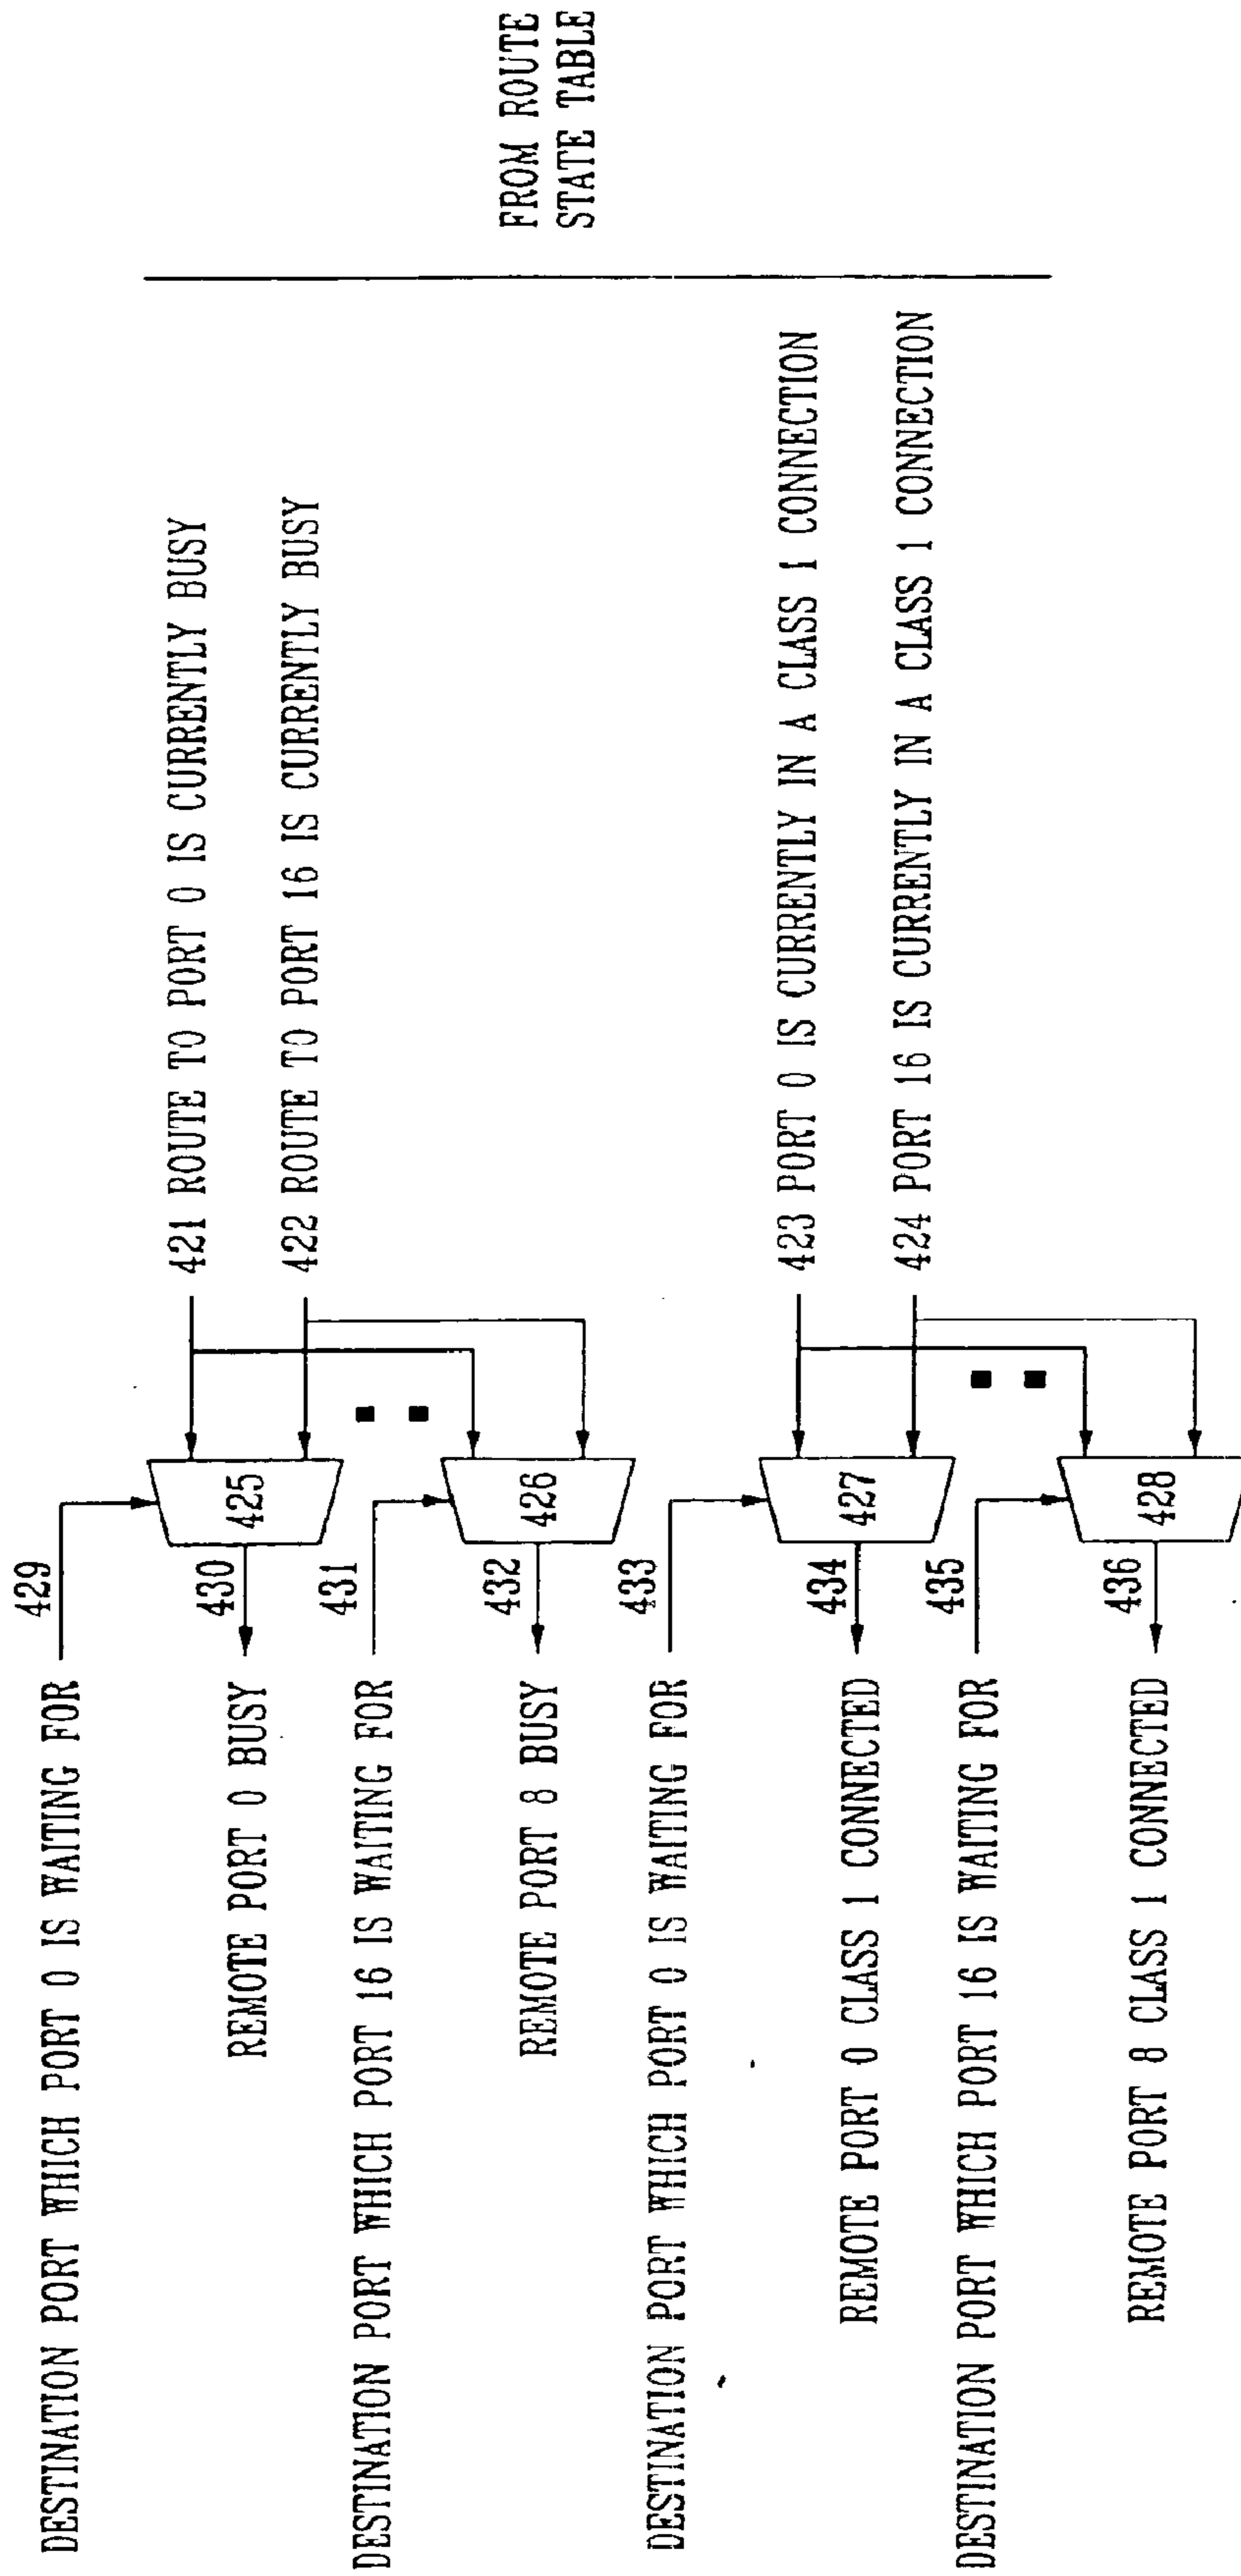 FROM ROUTE
STATE TABLE
421 ROUTE TO PORT 0 IS CURRENTLY BUSY
422 ROUTE TO PORT 16 IS CURRENTLY BUSY
423 PORT 0 IS CURRENTLY IN A CLASS 1 CONNECTION
424 PORT 16 IS CURRENTLY IN A CLASS 1 CONNECTION
425
426
427
428
429
430
431
432
433
434
435
436
DESTINATION PORT WHICH PORT 0 IS WAITING FOR
REMOTE PORT 0 BUSY
DESTINATION PORT WHICH PORT 16 IS WAITING FOR
REMOTE PORT 8 BUSY
DESTINATION PORT WHICH PORT 0 IS WAITING FOR
REMOTE PORT 0 CLASS 1 CONNECTED
DESTINATION PORT WHICH PORT 16 IS WAITING FOR
REMOTE PORT 8 CLASS 1 CONNECTED